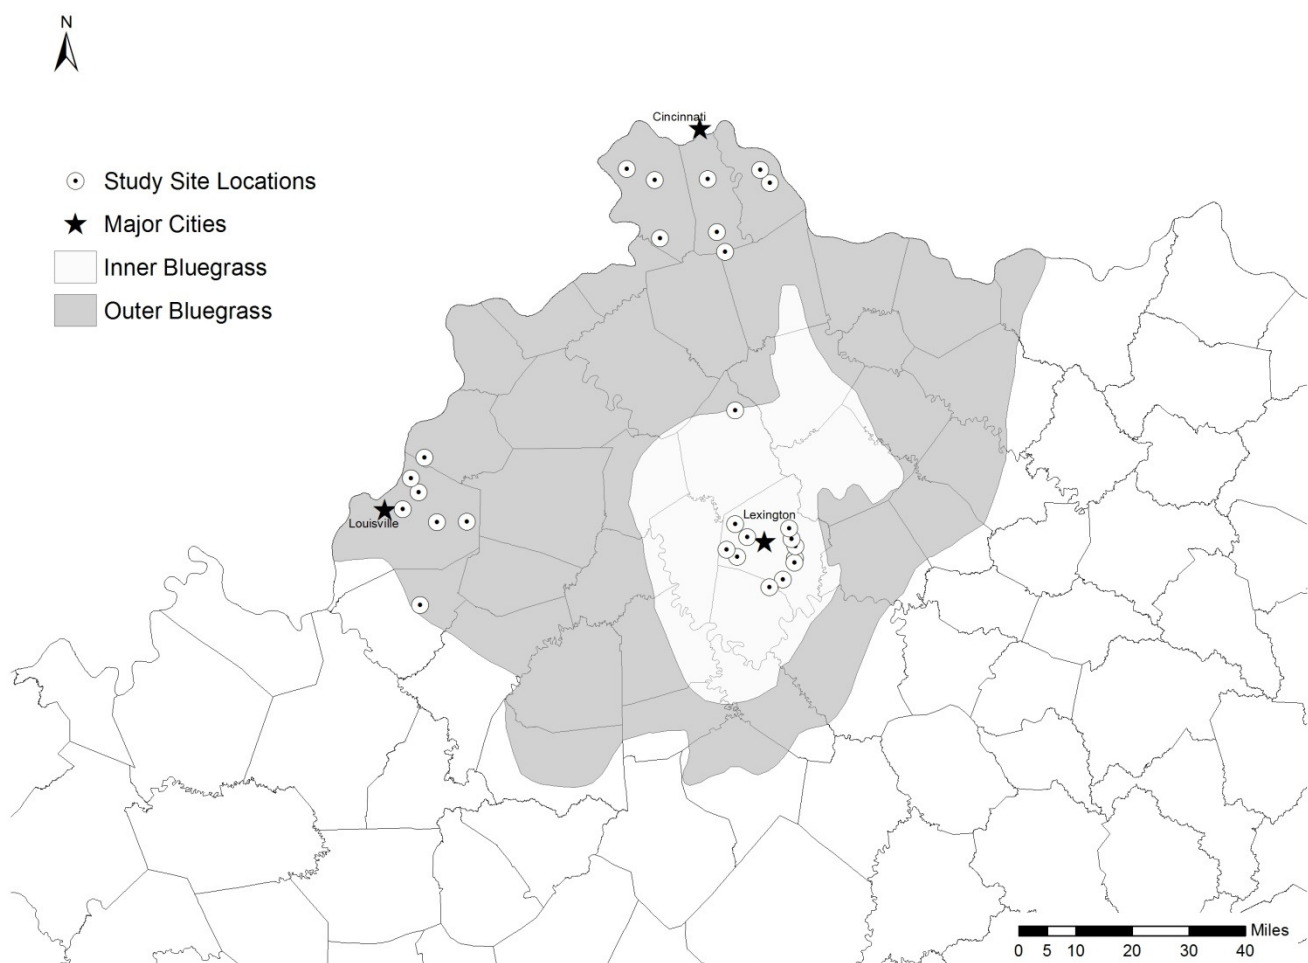 N
Cincinnati
Study Site Locations
Major Cities
Inner Bluegrass
Outer Bluegrass
Louisville
Lexington
Miles
0 5 10 20 30 40